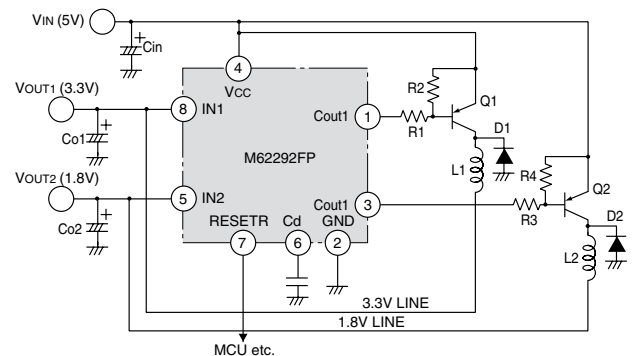 VIN (5V)
Cin
VOUT1 (3.3V)
Co1
VOUT2 (1.8V)
Co2
4
VCC
8 IN1
Cout1 1
M62292FP
5 IN2
Cout1 3
RESETR Cd GND
7 6 2
R2
R1
Q1
D1
L1
R4
R3
Q2
D2
L2
3.3V LINE
1.8V LINE
MCU etc.
+
+
+